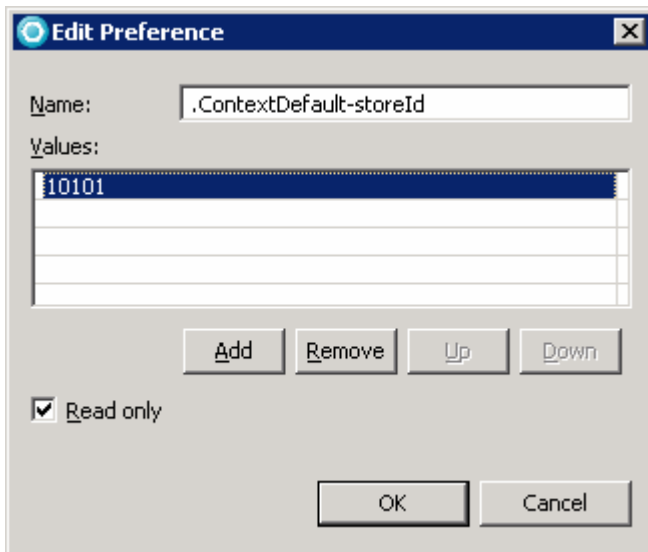 Edit Preference
Name: .ContextDefault-storeId
Values:
10101
Add Remove Up Down
Read only
OK Cancel